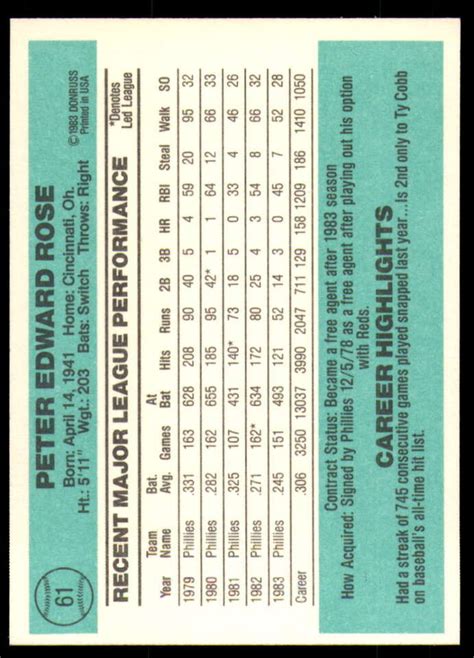 61
PETER EDWARD ROSE
©1983 DONRUSS
Printed in USA
Born: April 14, 1941 Home: Cincinnati, Oh.
Ht.: 5'11" Wgt.: 203 Bats: Switch Throws: Right
RECENT MAJOR LEAGUE PERFORMANCE
*Denotes
Led League
Year Team Name Bat. Avg. Games At Bat Hits Runs 2B 3B HR RBI Steal Walk SO
1979 Phillies .331 163 628 208 90 40 5 4 59 20 95 32
1980 Phillies .282 162 655 185 95 42* 1 1 64 12 66 33
1981 Phillies .325 107 431 140* 73 18 5 0 33 4 46 26
1982 Phillies .271 162* 634 172 80 25 4 3 54 8 66 32
1983 Phillies .245 151 493 121 52 14 3 0 45 7 52 28
Career .306 3250 13037 3990 2047 711 129 158 1209 186 1410 1050
Contract Status: Became a free agent after 1983 season
How Acquired: Signed by Phillies 12/5/78 as a free agent after playing out his option
with Reds.
CAREER HIGHLIGHTS
Had a streak of 745 consecutive games played snapped last year...Is 2nd only to Ty Cobb
on baseball's all-time hit list.